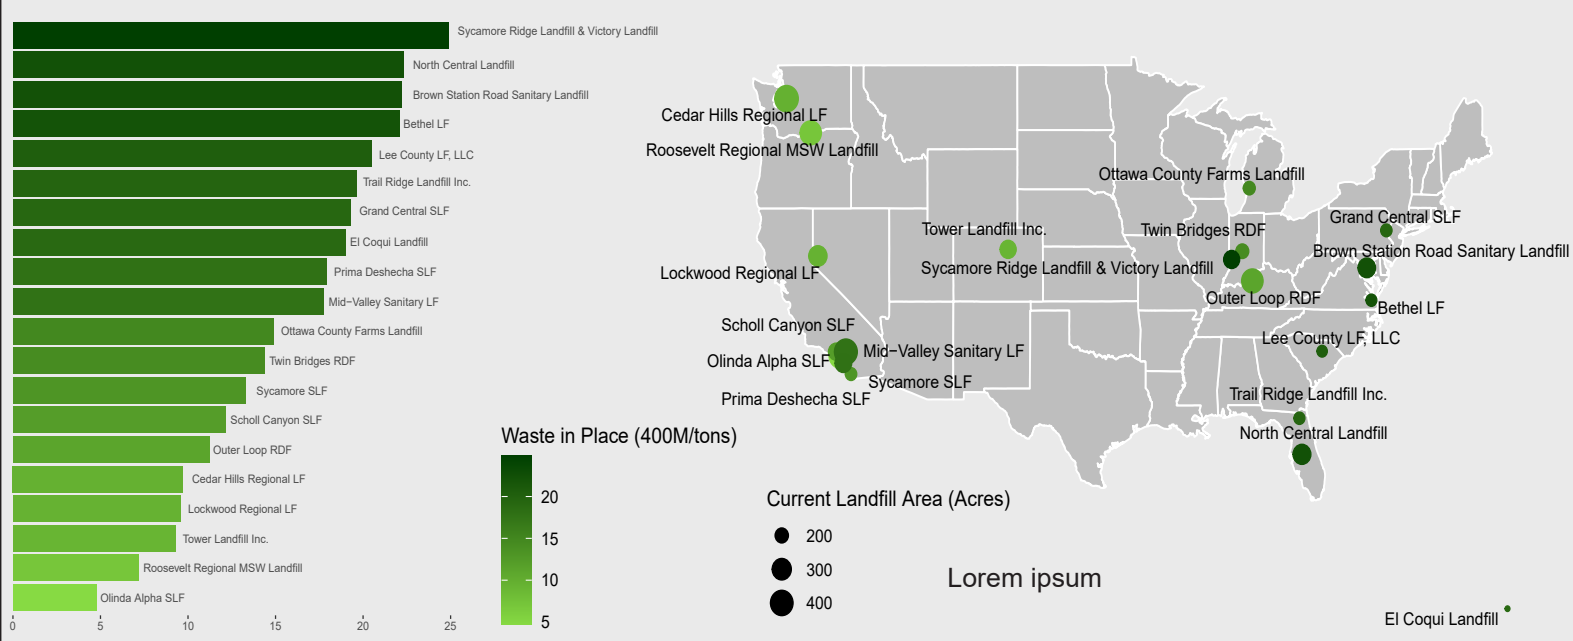 Sycamore Ridge Landfill & Victory Landfill
North Central Landfill
Brown Station Road Sanitary Landfill
Bethel LF
Lee County LF, LLC
Trail Ridge Landfill Inc.
Grand Central SLF
El Coqui Landfill
Prima Deshecha SLF
Mid−Valley Sanitary LF
Ottawa County Farms Landfill
Twin Bridges RDF
Sycamore SLF
Scholl Canyon SLF
Outer Loop RDF
Cedar Hills Regional LF
Lockwood Regional LF
Tower Landfill Inc.
Roosevelt Regional MSW Landfill
Olinda Alpha SLF
0 5 10 15 20 25
Waste in Place (400M/tons)
20
15
10
5
Cedar Hills Regional LF
Roosevelt Regional MSW Landfill
Ottawa County Farms Landfill
Grand Central SLF
Tower Landfill Inc.
Twin Bridges RDF
Brown Station Road Sanitary Landfill
Lockwood Regional LF
Sycamore Ridge Landfill & Victory Landfill
Outer Loop RDF
Bethel LF
Scholl Canyon SLF
Lee County LF, LLC
Mid−Valley Sanitary LF
Olinda Alpha SLF
Sycamore SLF
Prima Deshecha SLF
Trail Ridge Landfill Inc.
North Central Landfill
Current Landfill Area (Acres)
200
300
400
Lorem ipsum
El Coqui Landfill